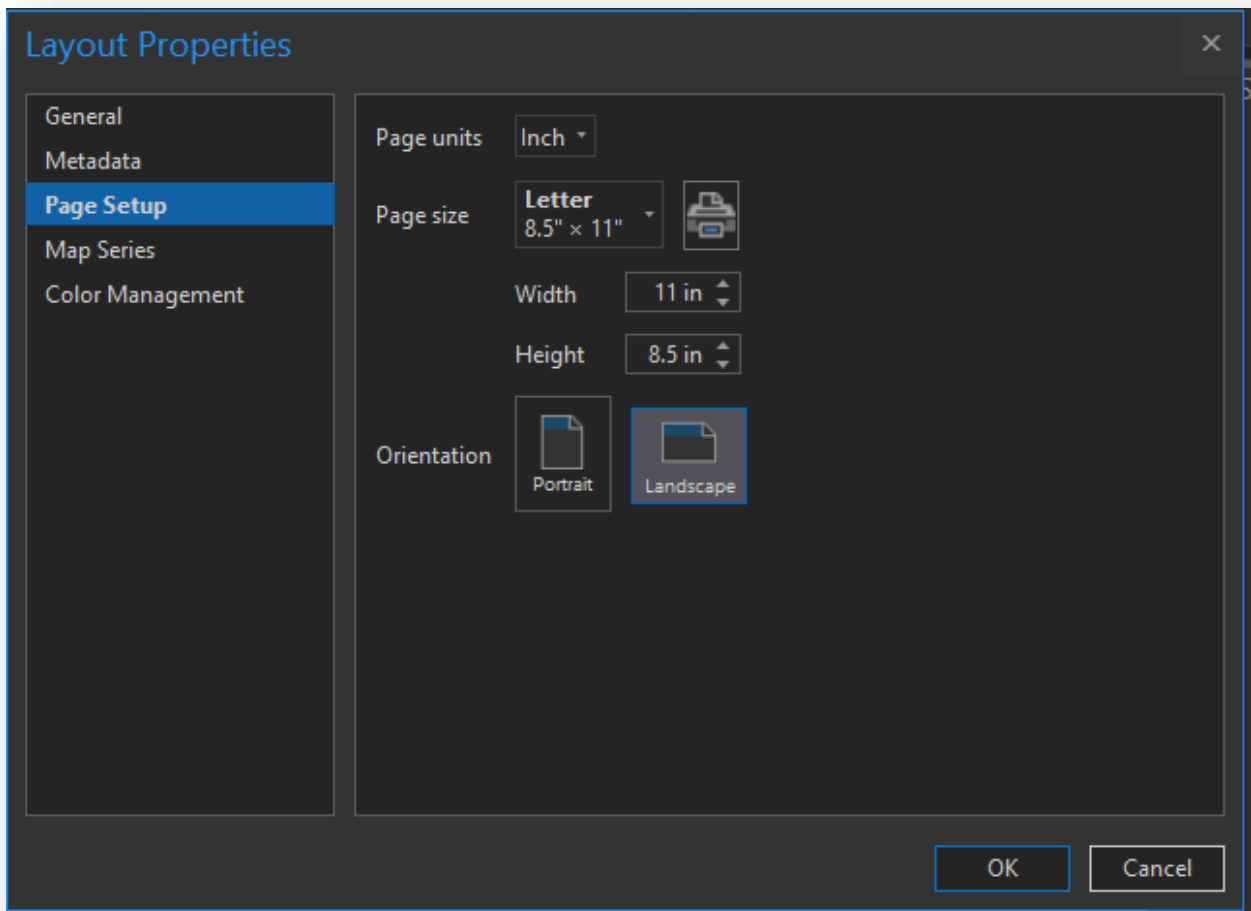 Layout Properties
General
Metadata
Page Setup
Map Series
Color Management
Page units
Inch
Page size
Letter
8.5" × 11"
Width
11 in
Height
8.5 in
Orientation
Portrait
Landscape
OK
Cancel